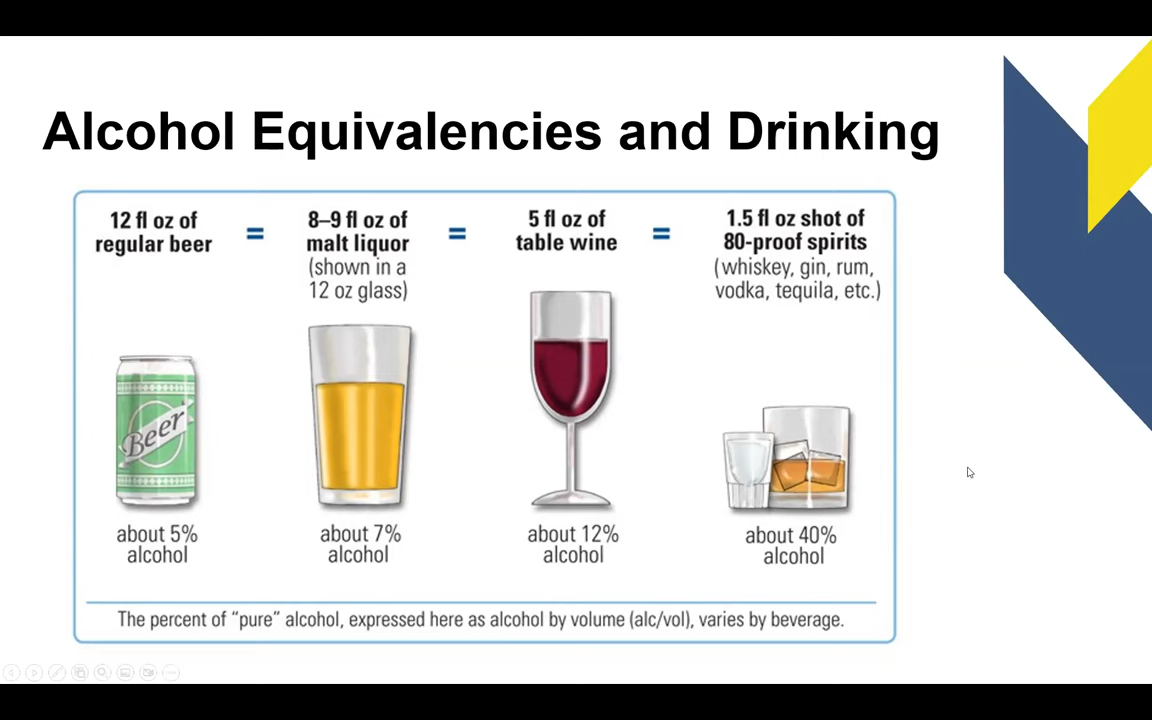 Alcohol Equivalencies and Drinking
12 fl oz of
regular beer
=
8–9 fl oz of
malt liquor
(shown in a
12 oz glass)
=
5 fl oz of
table wine
=
1.5 fl oz shot of
80-proof spirits
(whiskey, gin, rum,
vodka, tequila, etc.)
Beer
about 5%
alcohol
about 7%
alcohol
about 12%
alcohol
about 40%
alcohol
The percent of “pure” alcohol, expressed here as alcohol by volume (alc/vol), varies by beverage.